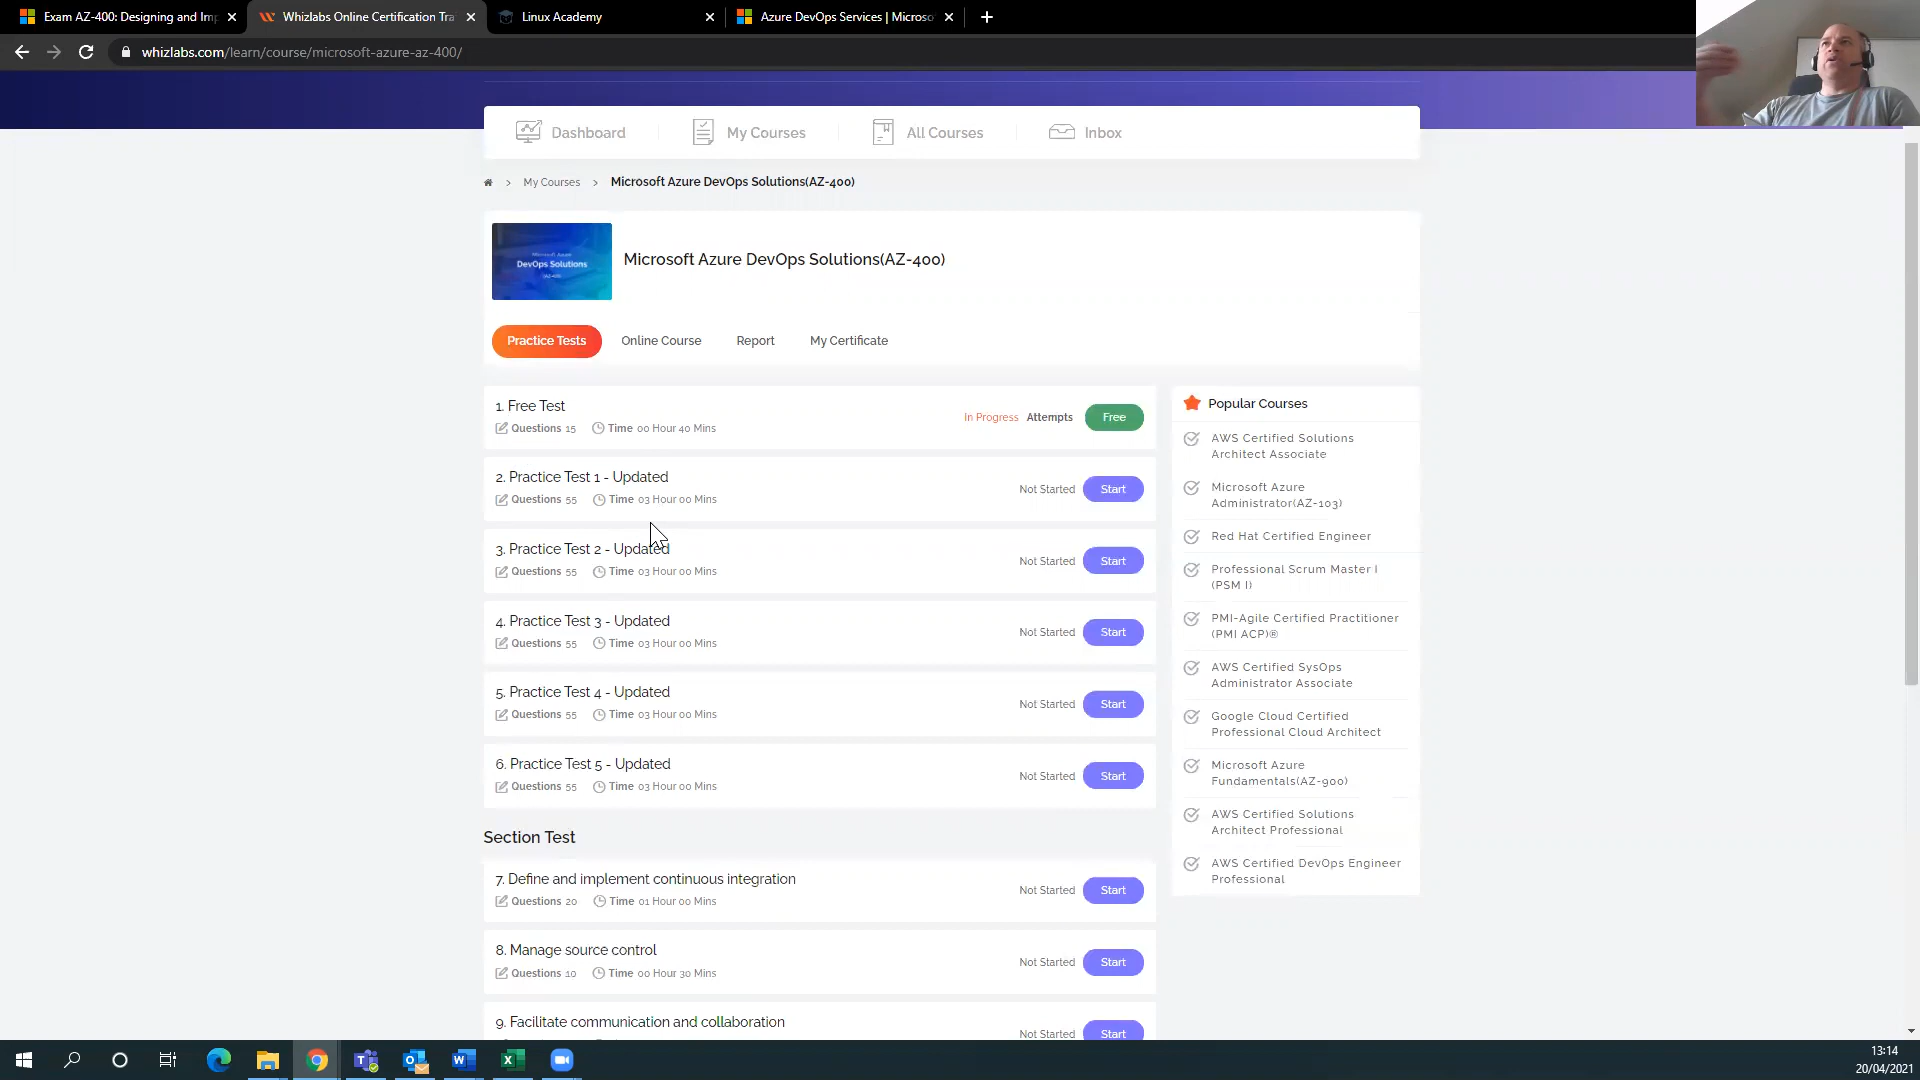 Exam AZ-400: Designing and Imp
Whizlabs Online Certification Tra
Linux Academy
Azure DevOps Services | Microso
whizlabs.com/learn/course/microsoft-azure-az-400/
Dashboard
My Courses
All Courses
Inbox
> My Courses > Microsoft Azure DevOps Solutions(AZ-400)
Microsoft Azure
DevOps Solutions
Microsoft Azure DevOps Solutions(AZ-400)
Practice Tests
Online Course
Report
My Certificate
1. Free Test
Questions 15 Time 00 Hour 40 Mins
In Progress Attempts Free
2. Practice Test 1 - Updated
Questions 55 Time 03 Hour 00 Mins
Not Started Start
3. Practice Test 2 - Updated
Questions 55 Time 03 Hour 00 Mins
Not Started Start
4. Practice Test 3 - Updated
Questions 55 Time 03 Hour 00 Mins
Not Started Start
5. Practice Test 4 - Updated
Questions 55 Time 03 Hour 00 Mins
Not Started Start
6. Practice Test 5 - Updated
Questions 55 Time 03 Hour 00 Mins
Not Started Start
Section Test
7. Define and implement continuous integration
Questions 20 Time 01 Hour 00 Mins
Not Started Start
8. Manage source control
Questions 10 Time 00 Hour 30 Mins
Not Started Start
9. Facilitate communication and collaboration
Not Started Start
Popular Courses
AWS Certified Solutions
Architect Associate
Microsoft Azure
Administrator(AZ-103)
Red Hat Certified Engineer
Professional Scrum Master I
(PSM I)
PMI-Agile Certified Practitioner
(PMI ACP)®
AWS Certified SysOps
Administrator Associate
Google Cloud Certified
Professional Cloud Architect
Microsoft Azure
Fundamentals(AZ-900)
AWS Certified Solutions
Architect Professional
AWS Certified DevOps Engineer
Professional
13:14
20/04/2021